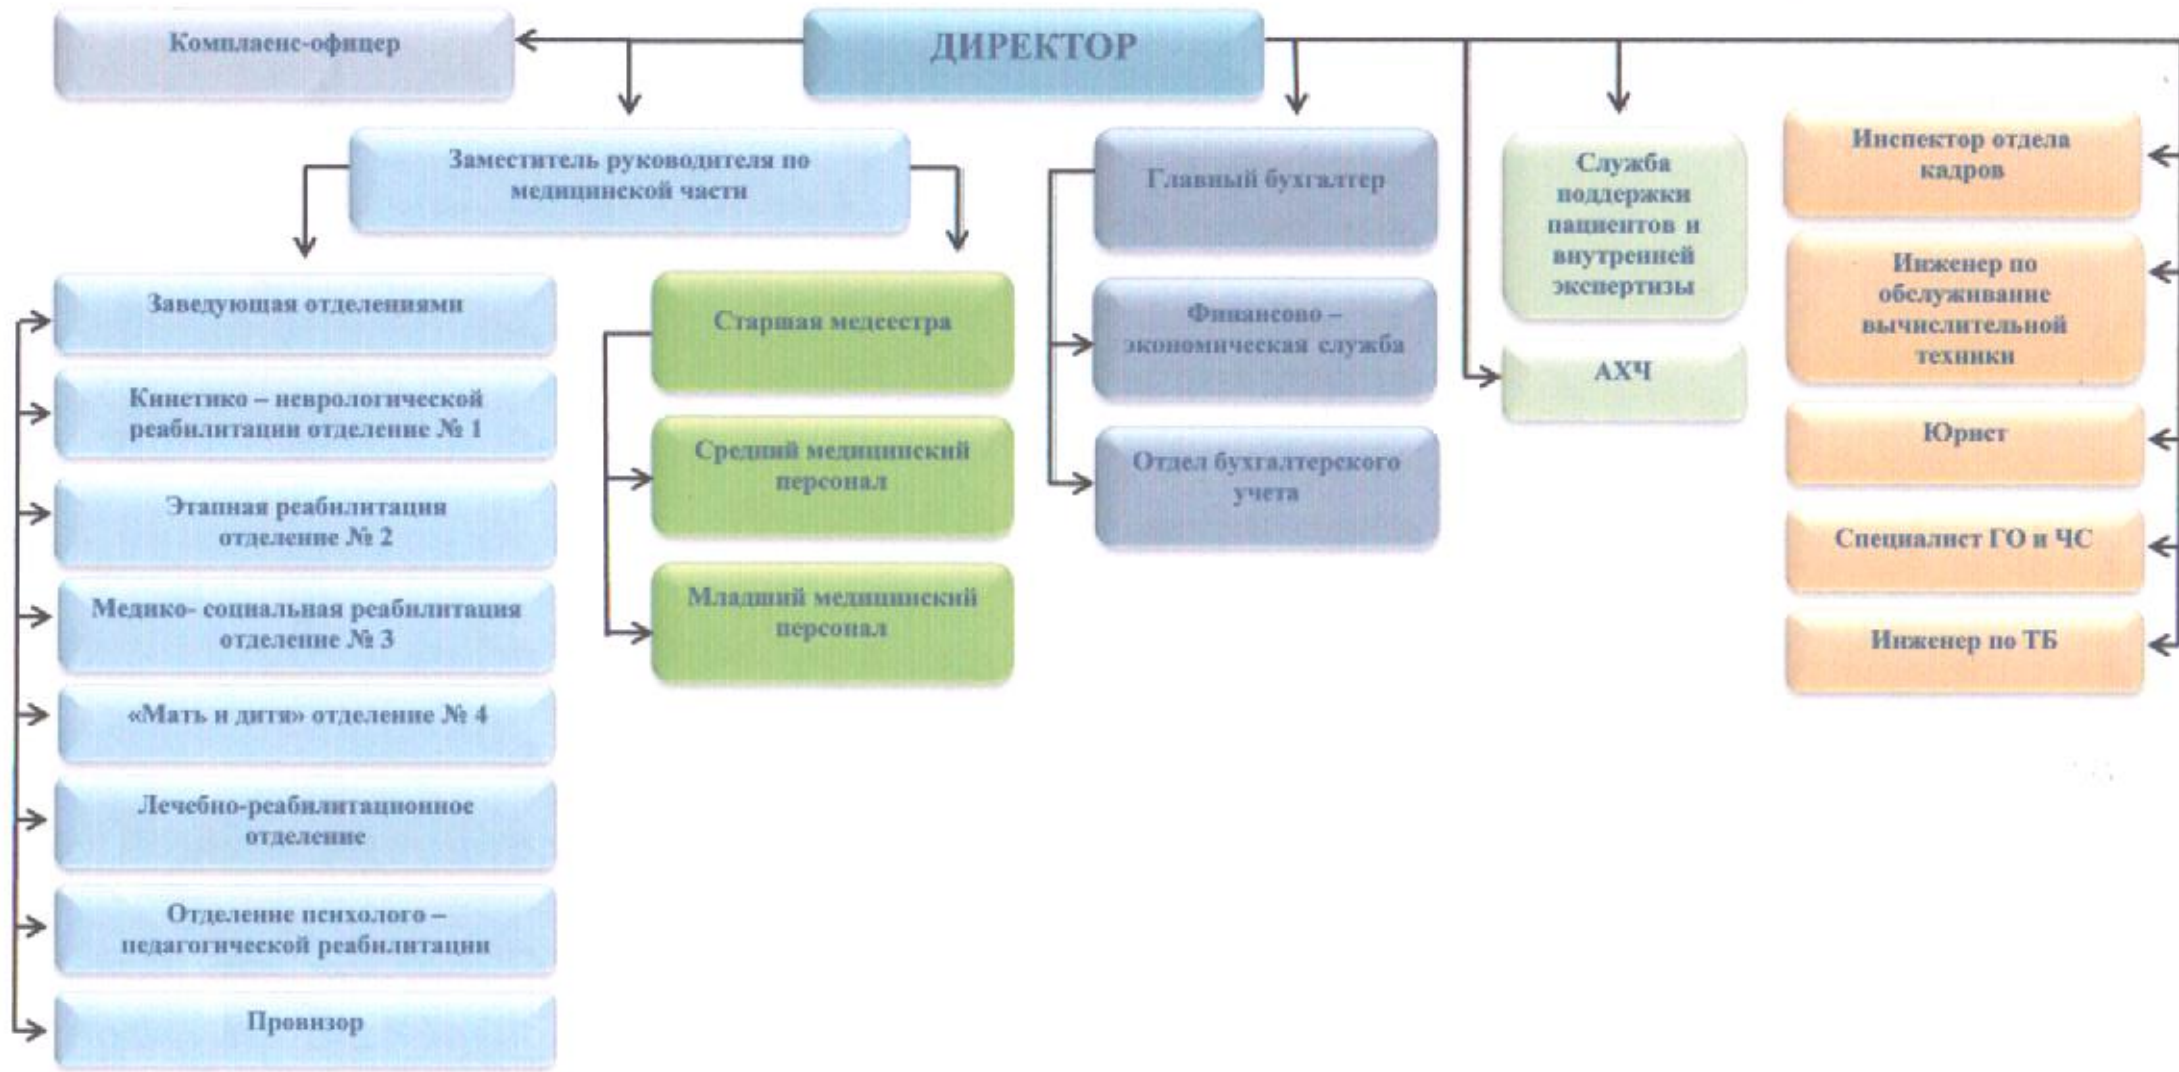 Комплаенс-офицер
ДИРЕКТОР
Заместитель руководителя по
медицинской части
Главный бухгалтер
Служба
поддержки
пациентов и
внутренней
экспертизы
Инспектор отдела
кадров
Заведующая отделениями
Старшая медсестра
Финансово –
экономическая служба
АХЧ
Инженер по
обслуживание
вычислительной
техники
Кинетико – неврологической
реабилитации отделение № 1
Средний медицинский
персонал
Отдел бухгалтерского
учета
Юрист
Этапная реабилитация
отделение № 2
Специалист ГО и ЧС
Медико- социальная реабилитация
отделение № 3
Младший медицинский
персонал
Инженер по ТБ
«Мать и дитя» отделение № 4
Лечебно-реабилитационное
отделение
Отделение психолого –
педагогической реабилитации
Провизор